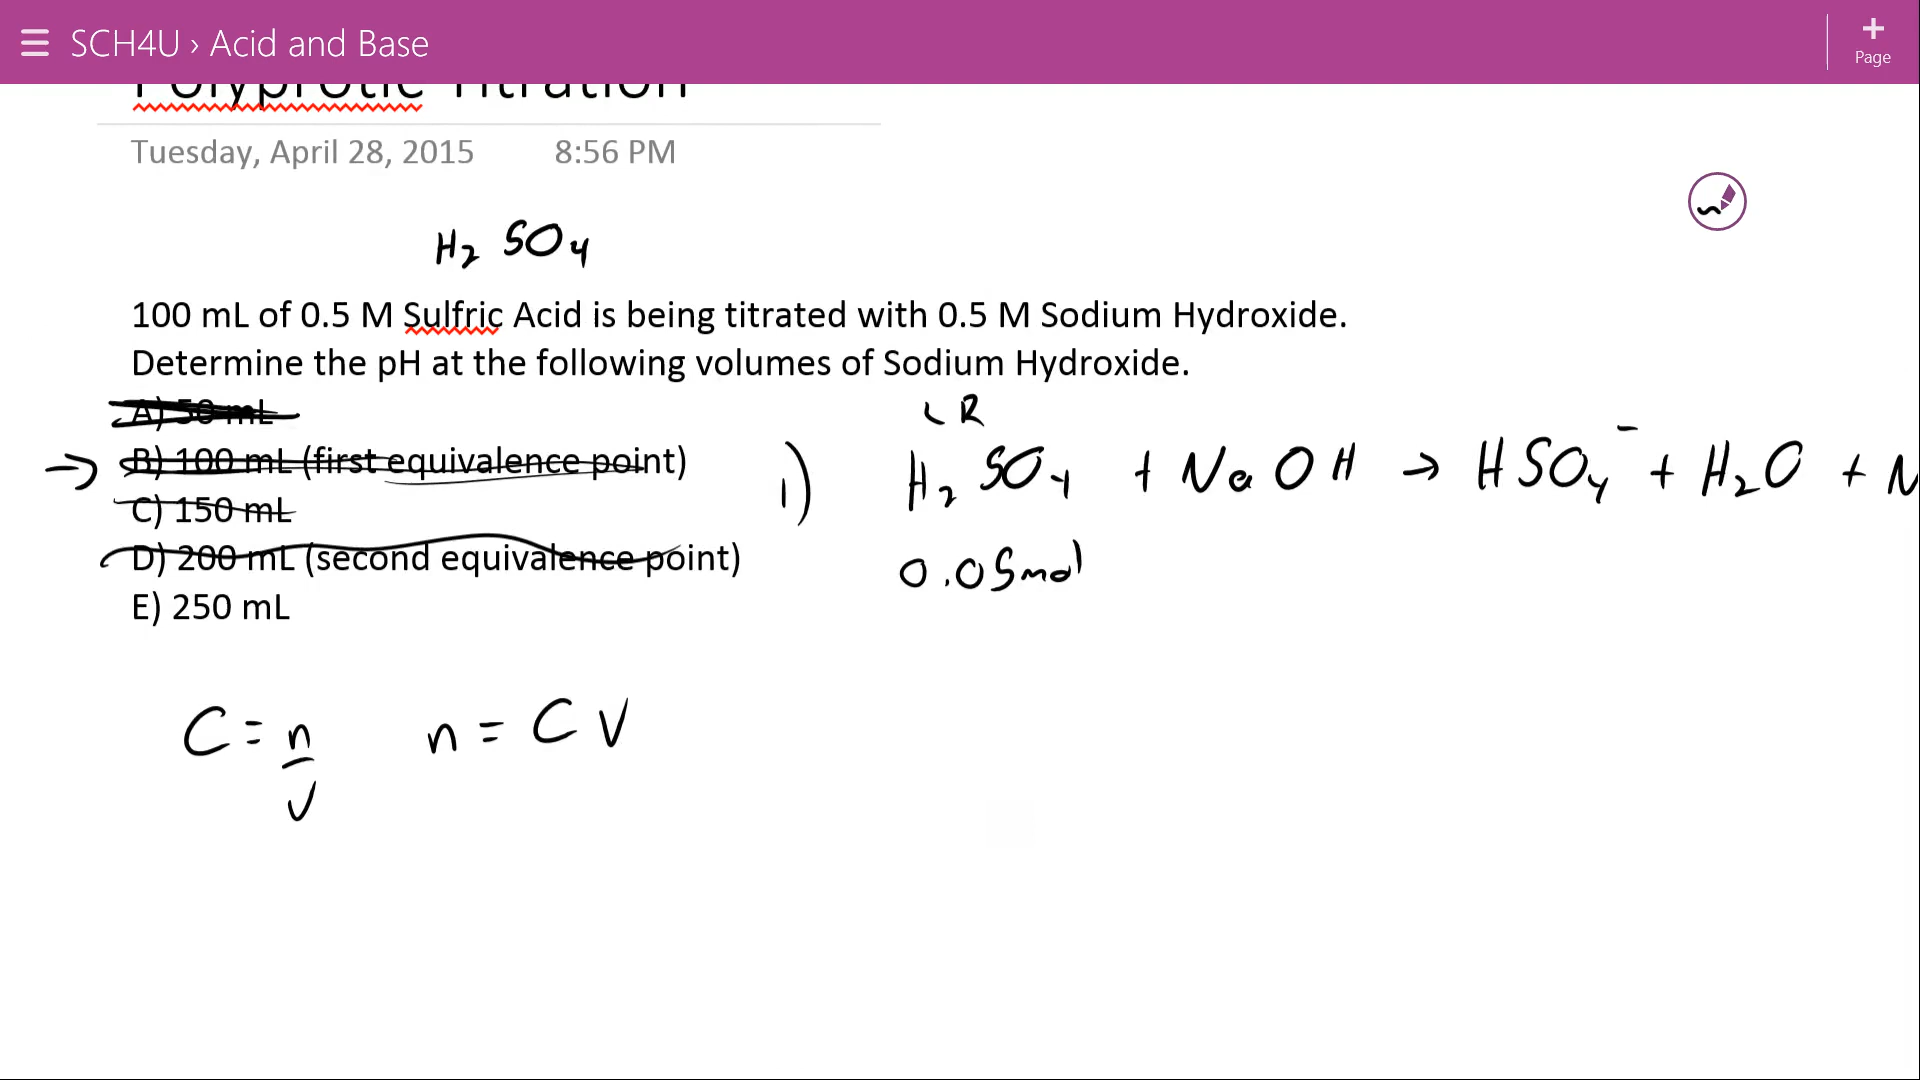 SCH4U › Acid and Base
+
Page
Polyprotic Titration
Tuesday, April 28, 2015 8:56 PM
H₂ SO₄
100 mL of 0.5 M Sulfric Acid is being titrated with 0.5 M Sodium Hydroxide.
Determine the pH at the following volumes of Sodium Hydroxide.
A) 50 mL
LR
→ B) 100 mL (first equivalence point)
1) H₂SO₄ + NaOH → HSO₄⁻ + H₂O + N
C) 150 mL
D) 200 mL (second equivalence point)
0.05mol
E) 250 mL
C = n/V n = CV